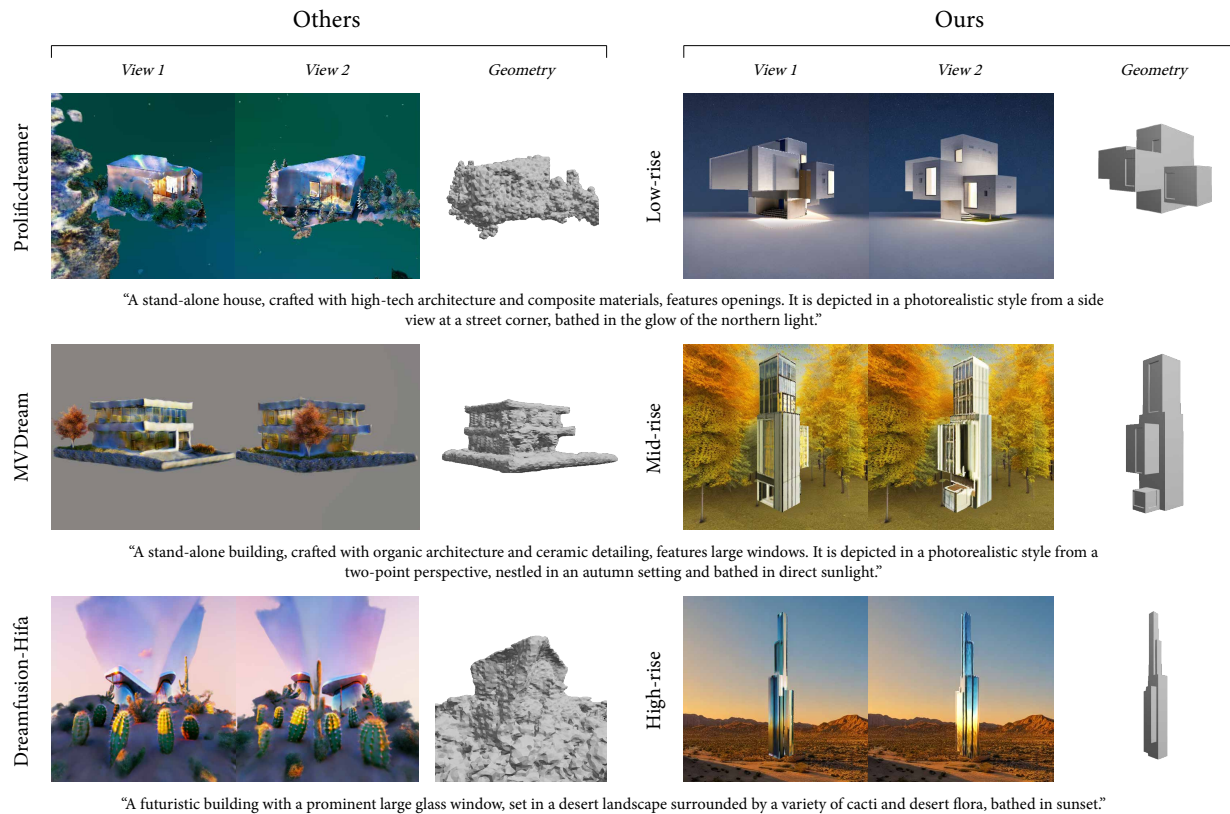 Others
Ours
View 1
View 2
Geometry
View 1
View 2
Geometry
Prolificdreamer
Low-rise
“A stand-alone house, crafted with high-tech architecture and composite materials, features openings. It is depicted in a photorealistic style from a side
view at a street corner, bathed in the glow of the northern light.”
MVDream
Mid-rise
“A stand-alone building, crafted with organic architecture and ceramic detailing, features large windows. It is depicted in a photorealistic style from a
two-point perspective, nestled in an autumn setting and bathed in direct sunlight.”
Dreamfusion-Hifa
High-rise
“A futuristic building with a prominent large glass window, set in a desert landscape surrounded by a variety of cacti and desert flora, bathed in sunset.”